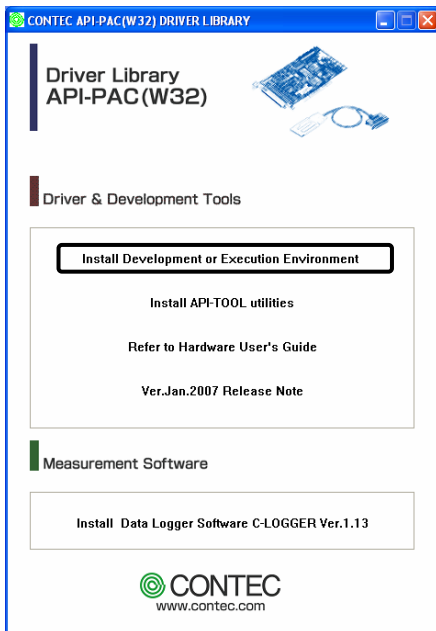 CONTEC API-PAC(W32) DRIVER LIBRARY
Driver Library
API-PAC(W32)
Driver & Development Tools
Install Development or Execution Environment
Install API-TOOL utilities
Refer to Hardware User's Guide
Ver.Jan.2007 Release Note
Measurement Software
Install Data Logger Software C-LOGGER Ver.1.13
CONTEC
www.contec.com